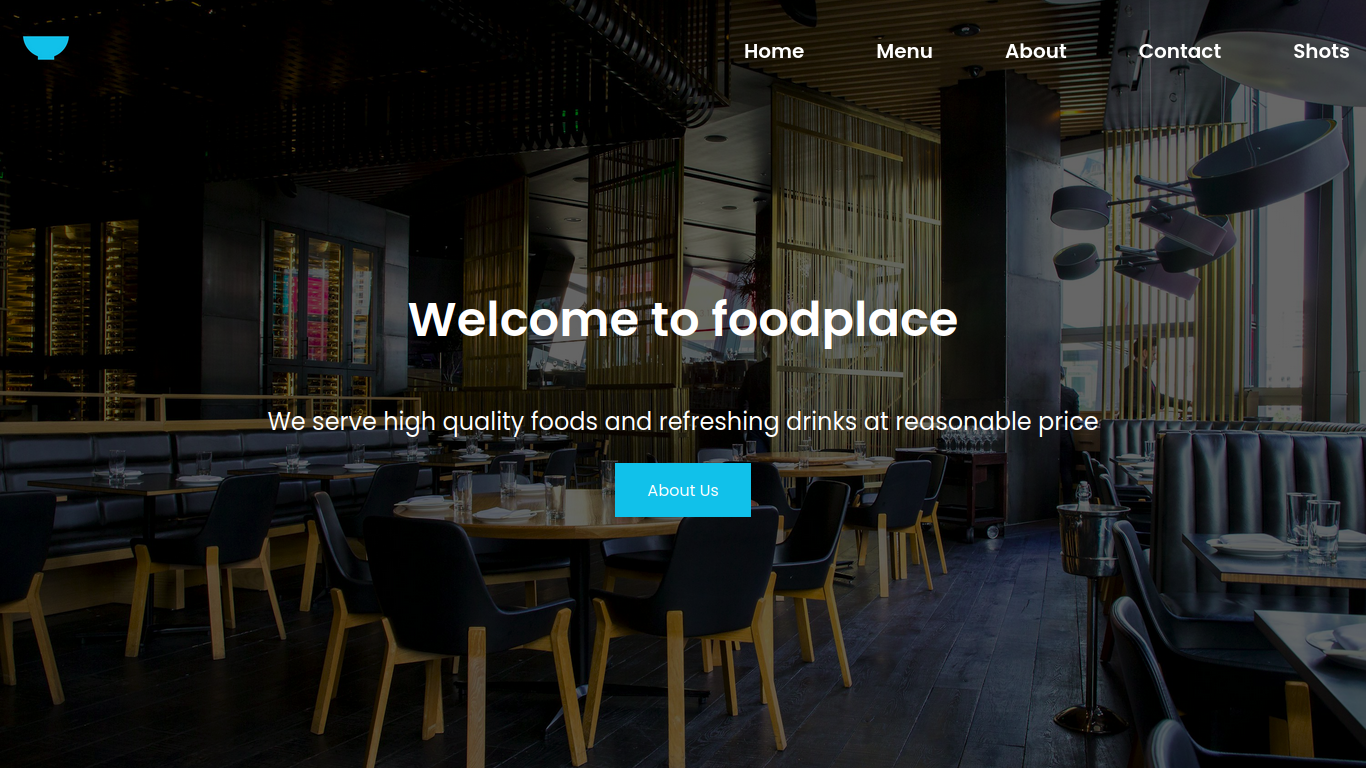 Home Menu About Contact Shots
Welcome to foodplace
We serve high quality foods and refreshing drinks at reasonable price
About Us